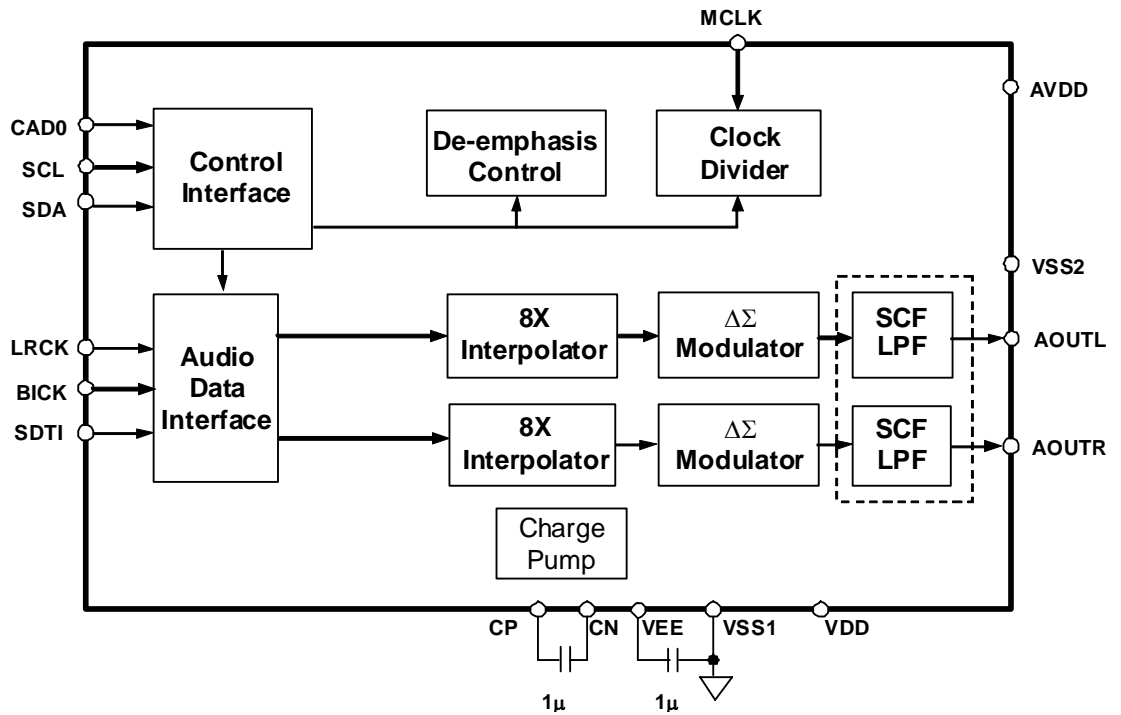 MCLK
AVDD
CAD0
SCL
SDA
Control
Interface
De-emphasis
Control
Clock
Divider
VSS2
LRCK
BICK
SDTI
Audio
Data
Interface
8X
Interpolator
ΔΣ
Modulator
SCF
LPF
AOUTL
8X
Interpolator
ΔΣ
Modulator
SCF
LPF
AOUTR
Charge
Pump
CP
CN
VEE
VSS1
VDD
1μ
1μ